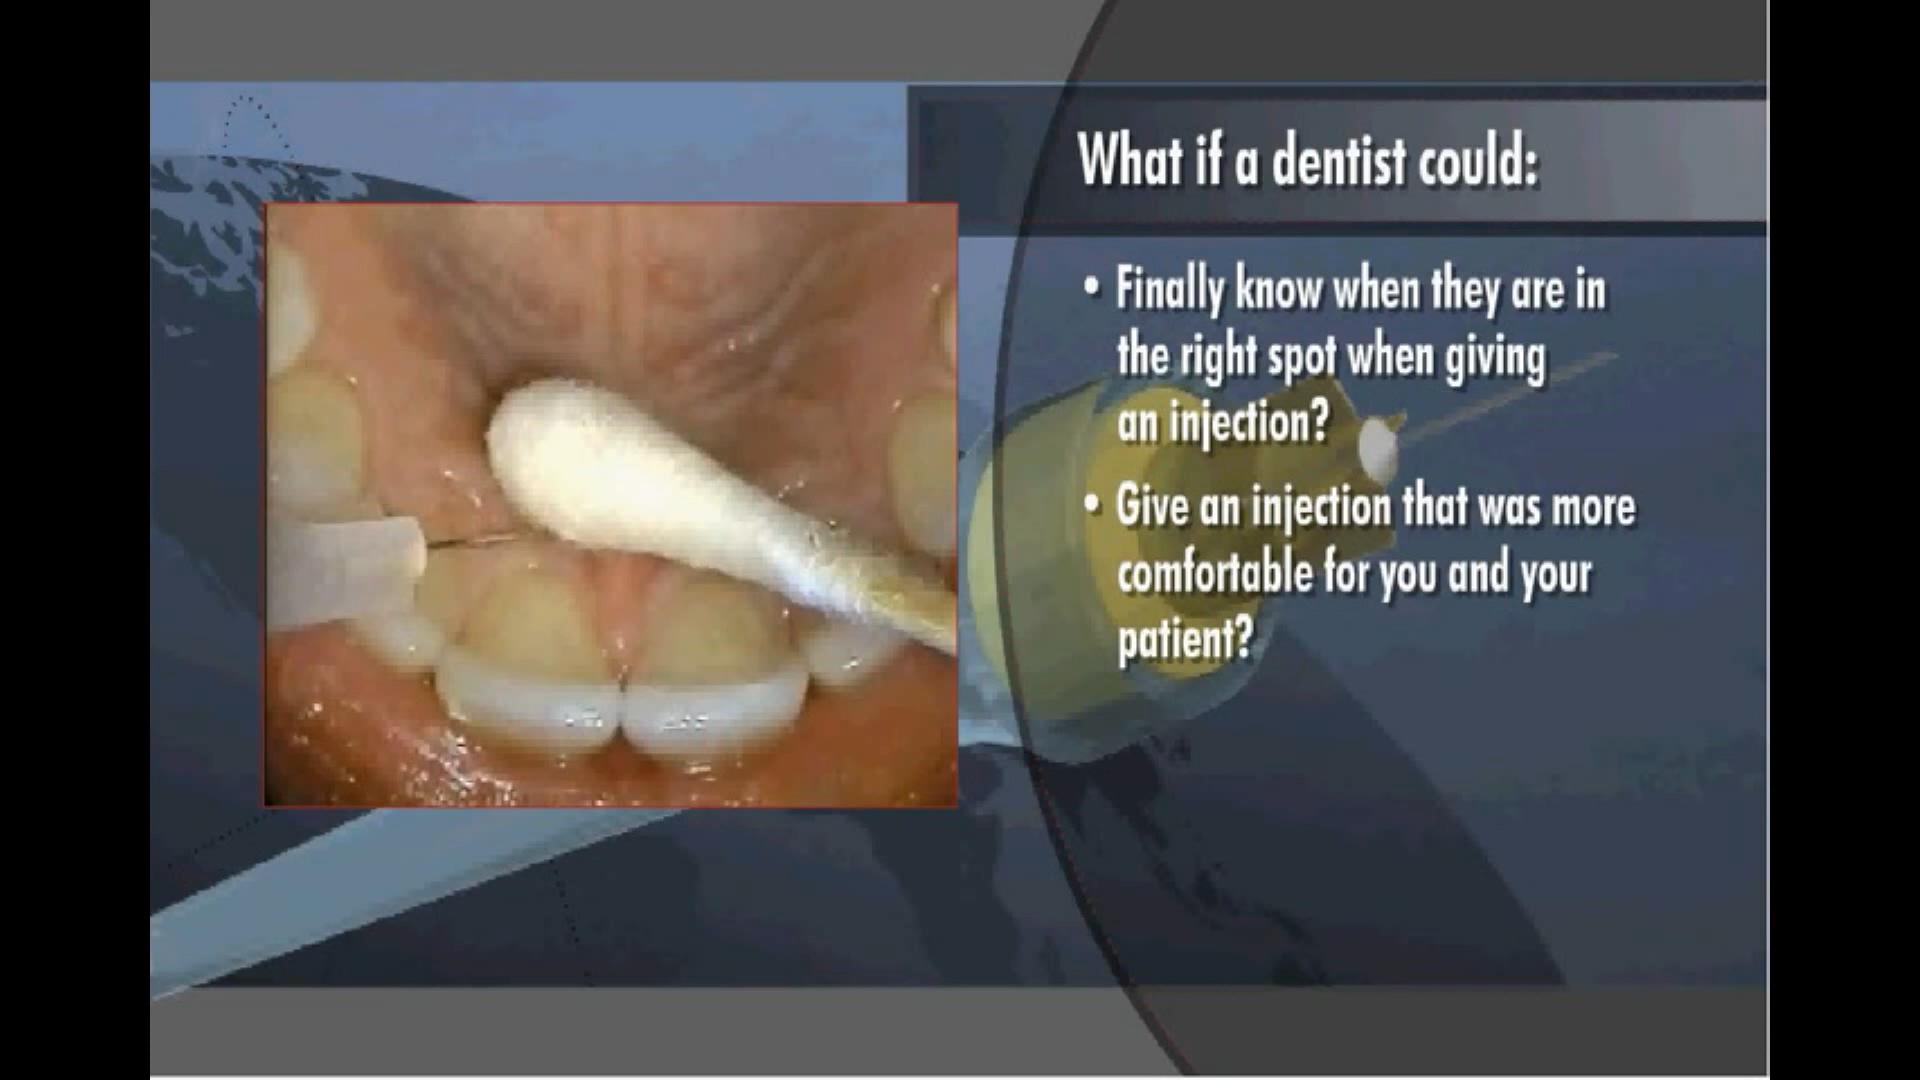 What if a dentist could:
• Finally know when they are in
the right spot when giving
an injection?
• Give an injection that was more
comfortable for you and your
patient?